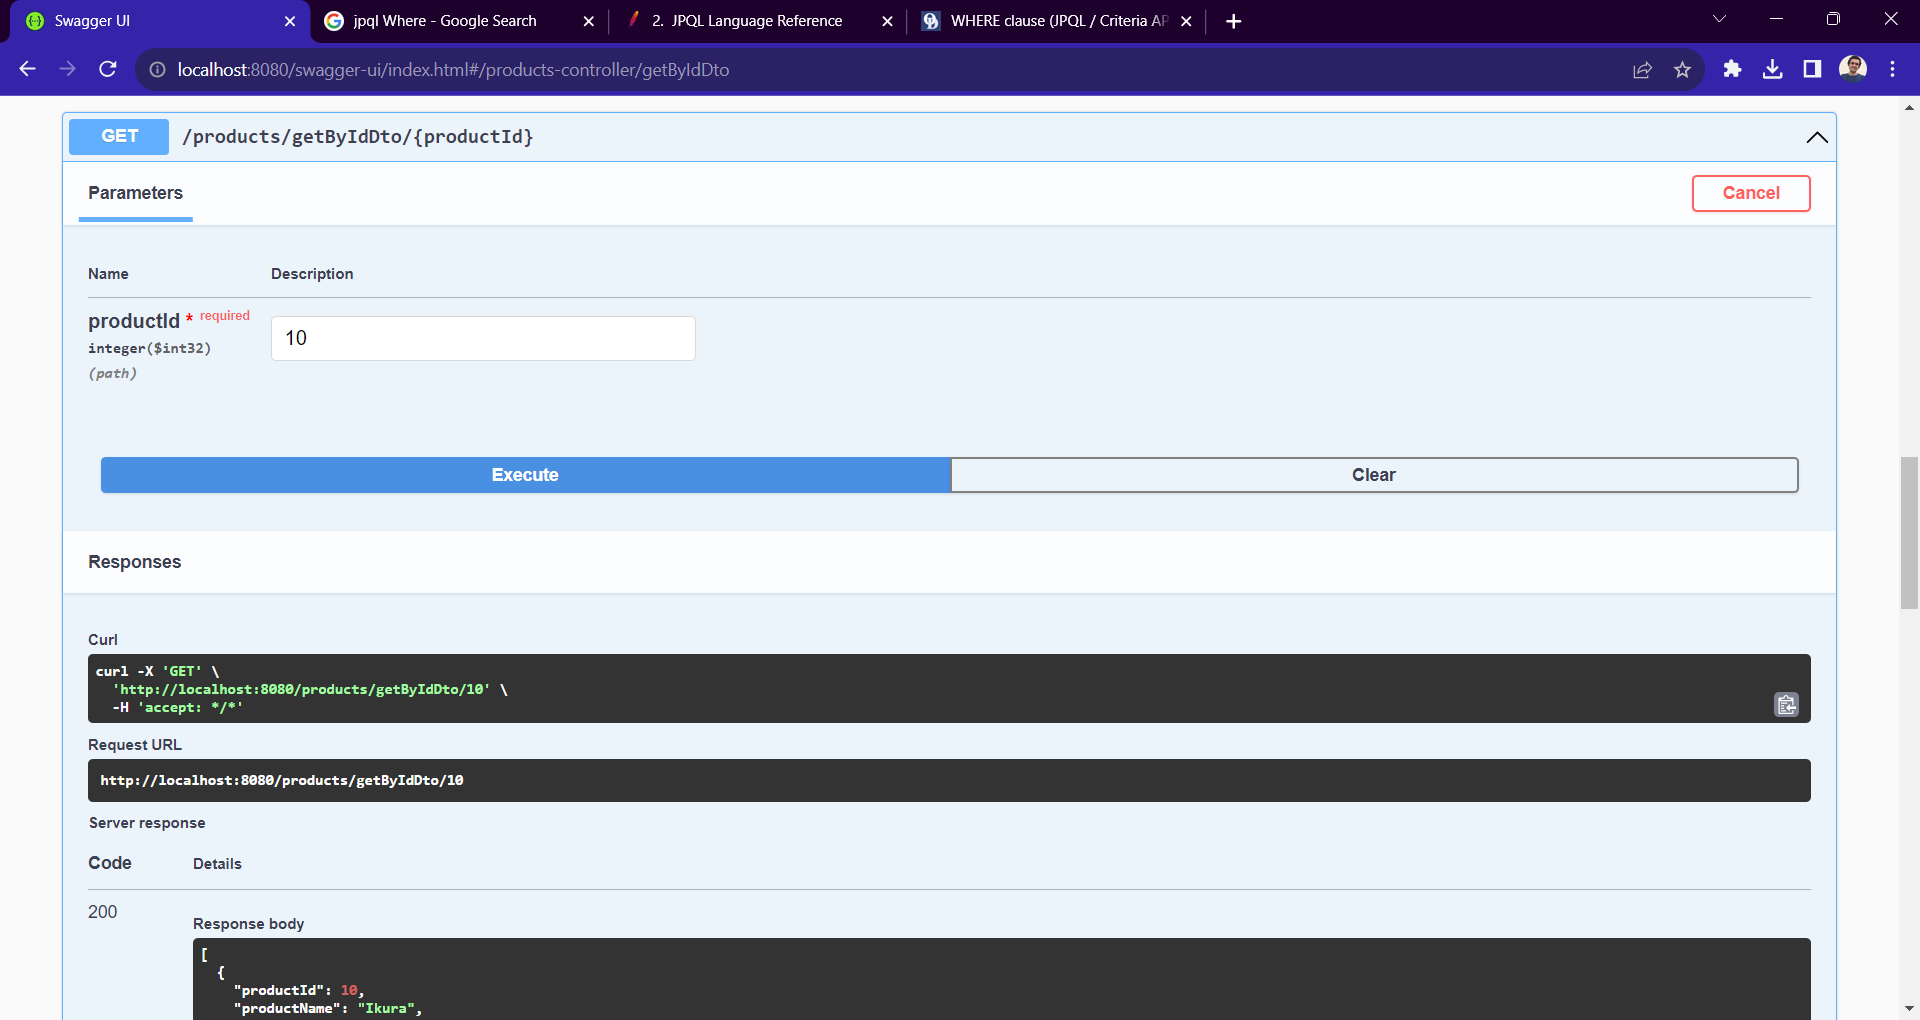 Swagger UI
jpql Where - Google Search
2. JPQL Language Reference
WHERE clause (JPQL / Criteria AP
localhost:8080/swagger-ui/index.html#/products-controller/getByIdDto
GET /products/getByIdDto/{productId}
Parameters
Cancel
Name Description
productId * required
integer($int32)
(path)
10
Execute
Clear
Responses
Curl
curl -X 'GET' \
'http://localhost:8080/products/getByIdDto/10' \
-H 'accept: */*'
Request URL
http://localhost:8080/products/getByIdDto/10
Server response
Code Details
200
Response body
[
{
"productId": 10,
"productName": "Ikura",